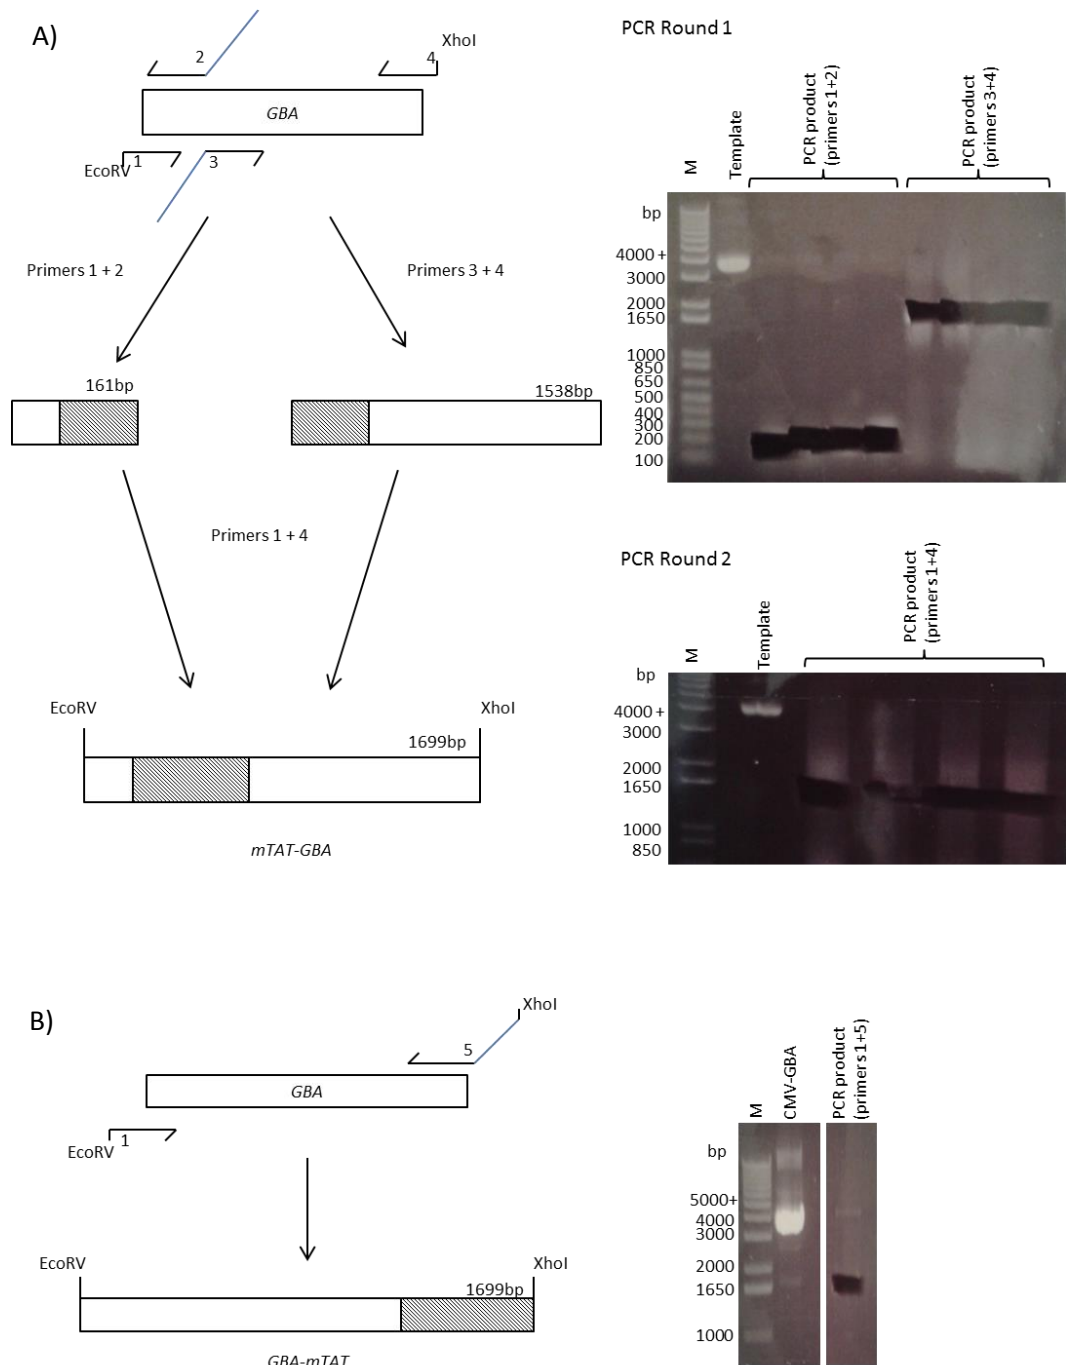 A)
XhoI
2
4
GBA
1
3
EcoRV
Primers 1 + 2
Primers 3 + 4
161bp
1538bp
Primers 1 + 4
EcoRV
XhoI
1699bp
mTAT-GBA
PCR Round 1
M
Template
PCR product
(primers 1+2)
PCR product
(primers 3+4)
bp
4000 +
3000
2000
1650
1000
850
650
500
400
300
200
100
PCR Round 2
M
Template
PCR product
(primers 1+4)
bp
4000 +
3000
2000
1650
1000
850
B)
XhoI
5
GBA
1
EcoRV
EcoRV
XhoI
1699bp
GBA-mTAT
M
CMV-GBA
PCR product
(primers 1+5)
bp
5000+
4000
3000
2000
1650
1000